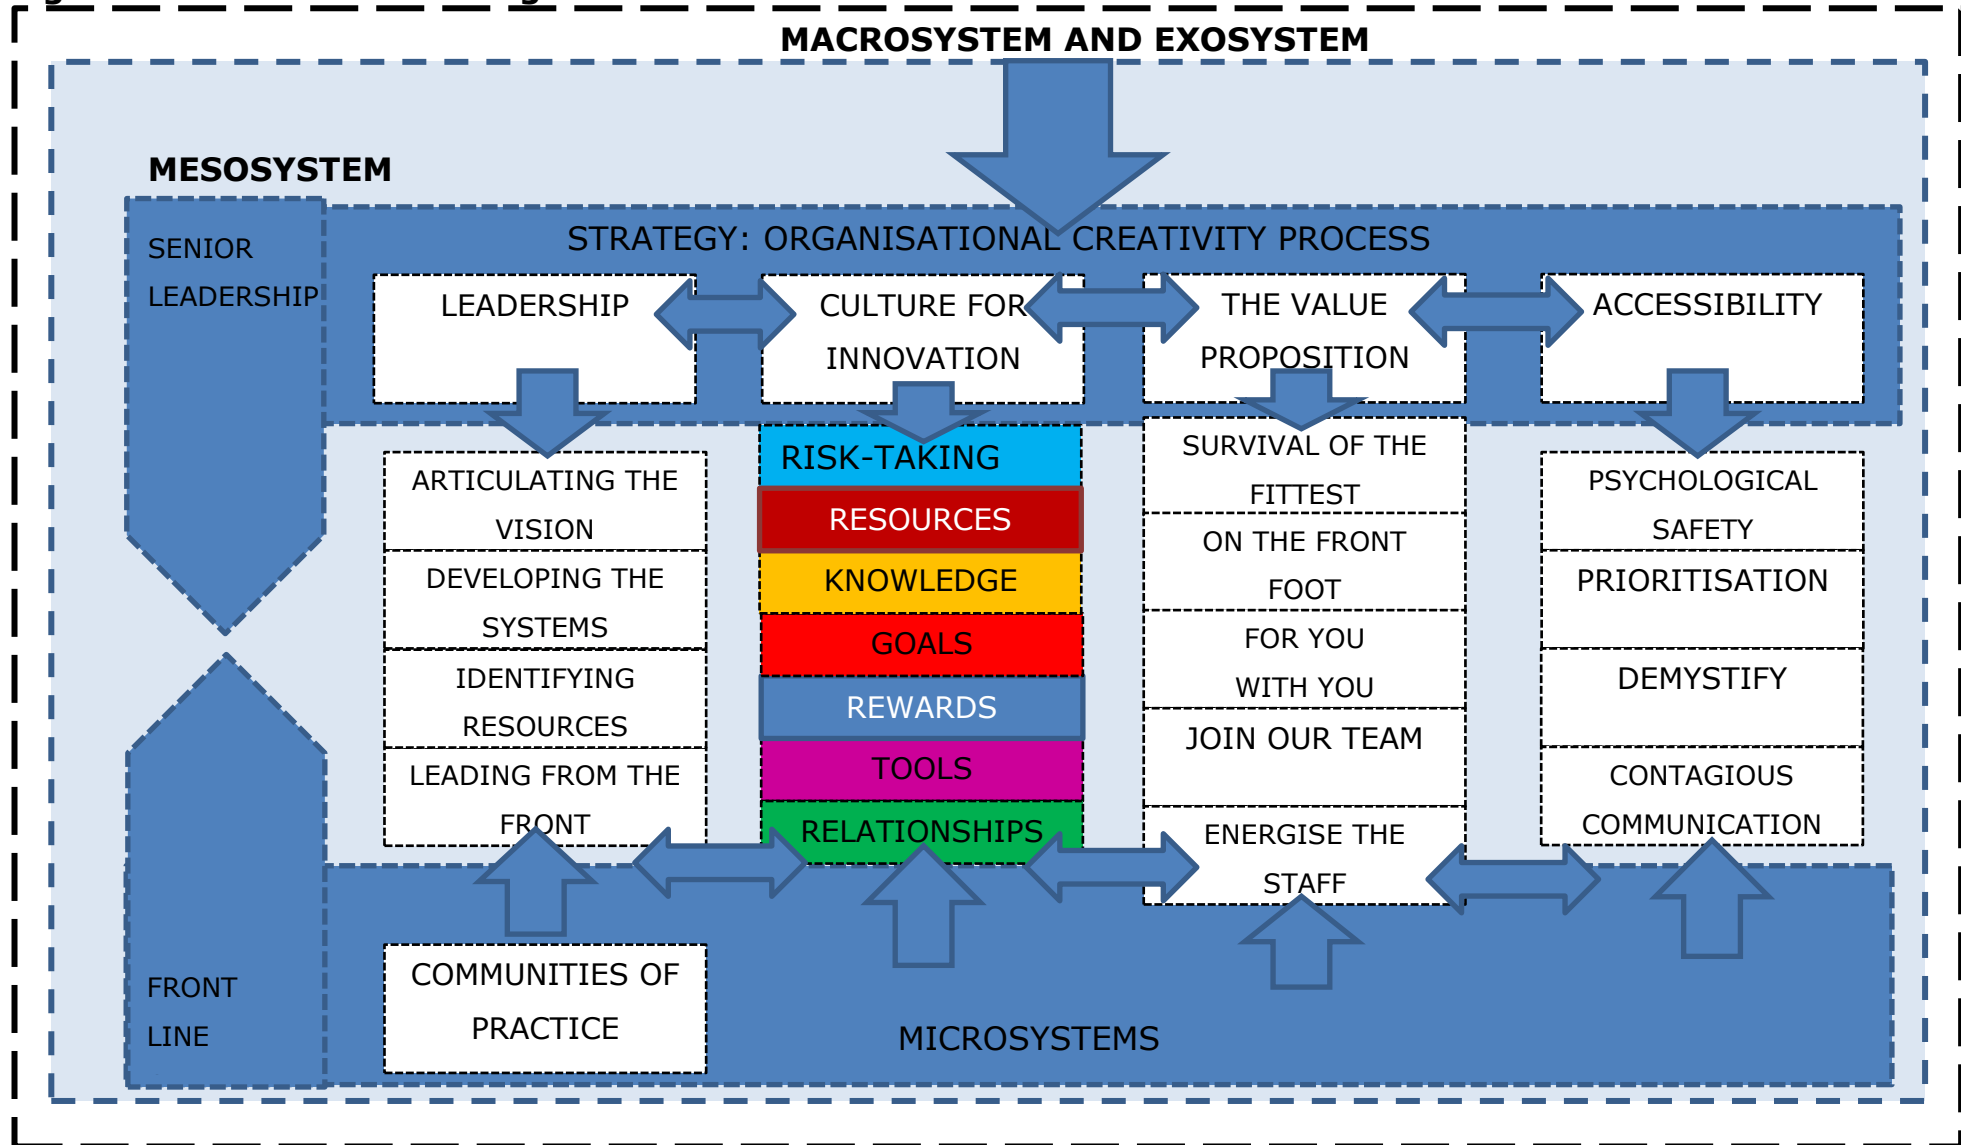 MACROSYSTEM AND EXOSYSTEM
MESOSYSTEM
SENIOR
LEADERSHIP
STRATEGY: ORGANISATIONAL CREATIVITY PROCESS
LEADERSHIP
CULTURE FOR
INNOVATION
THE VALUE
PROPOSITION
ACCESSIBILITY
ARTICULATING THE
VISION
DEVELOPING THE
SYSTEMS
IDENTIFYING
RESOURCES
LEADING FROM THE
FRONT
RISK-TAKING
RESOURCES
KNOWLEDGE
GOALS
REWARDS
TOOLS
RELATIONSHIPS
SURVIVAL OF THE
FITTEST
ON THE FRONT
FOOT
FOR YOU
WITH YOU
JOIN OUR TEAM
ENERGISE THE
STAFF
PSYCHOLOGICAL
SAFETY
PRIORITISATION
DEMYSTIFY
CONTAGIOUS
COMMUNICATION
FRONT
LINE
COMMUNITIES OF
PRACTICE
MICROSYSTEMS